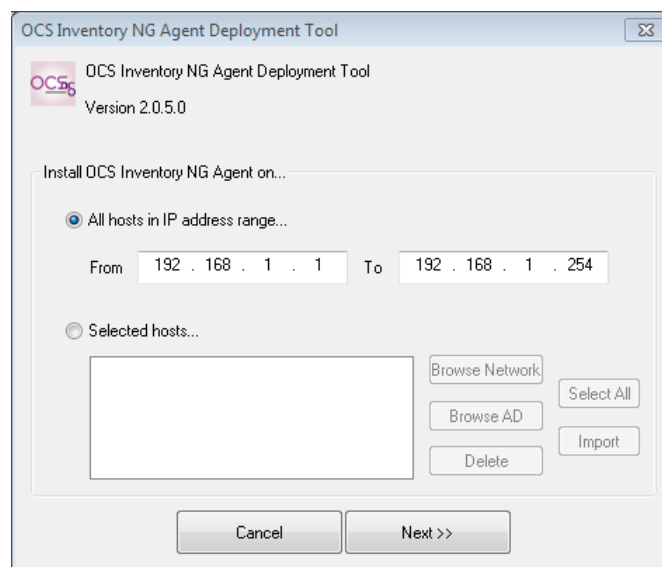 OCS Inventory NG Agent Deployment Tool
OCS Inventory NG Agent Deployment Tool
Version 2.0.5.0
Install OCS Inventory NG Agent on...
All hosts in IP address range...
From 192 . 168 . 1 . 1 To 192 . 168 . 1 . 254
Selected hosts...
Browse Network
Select All
Browse AD
Import
Delete
Cancel Next >>